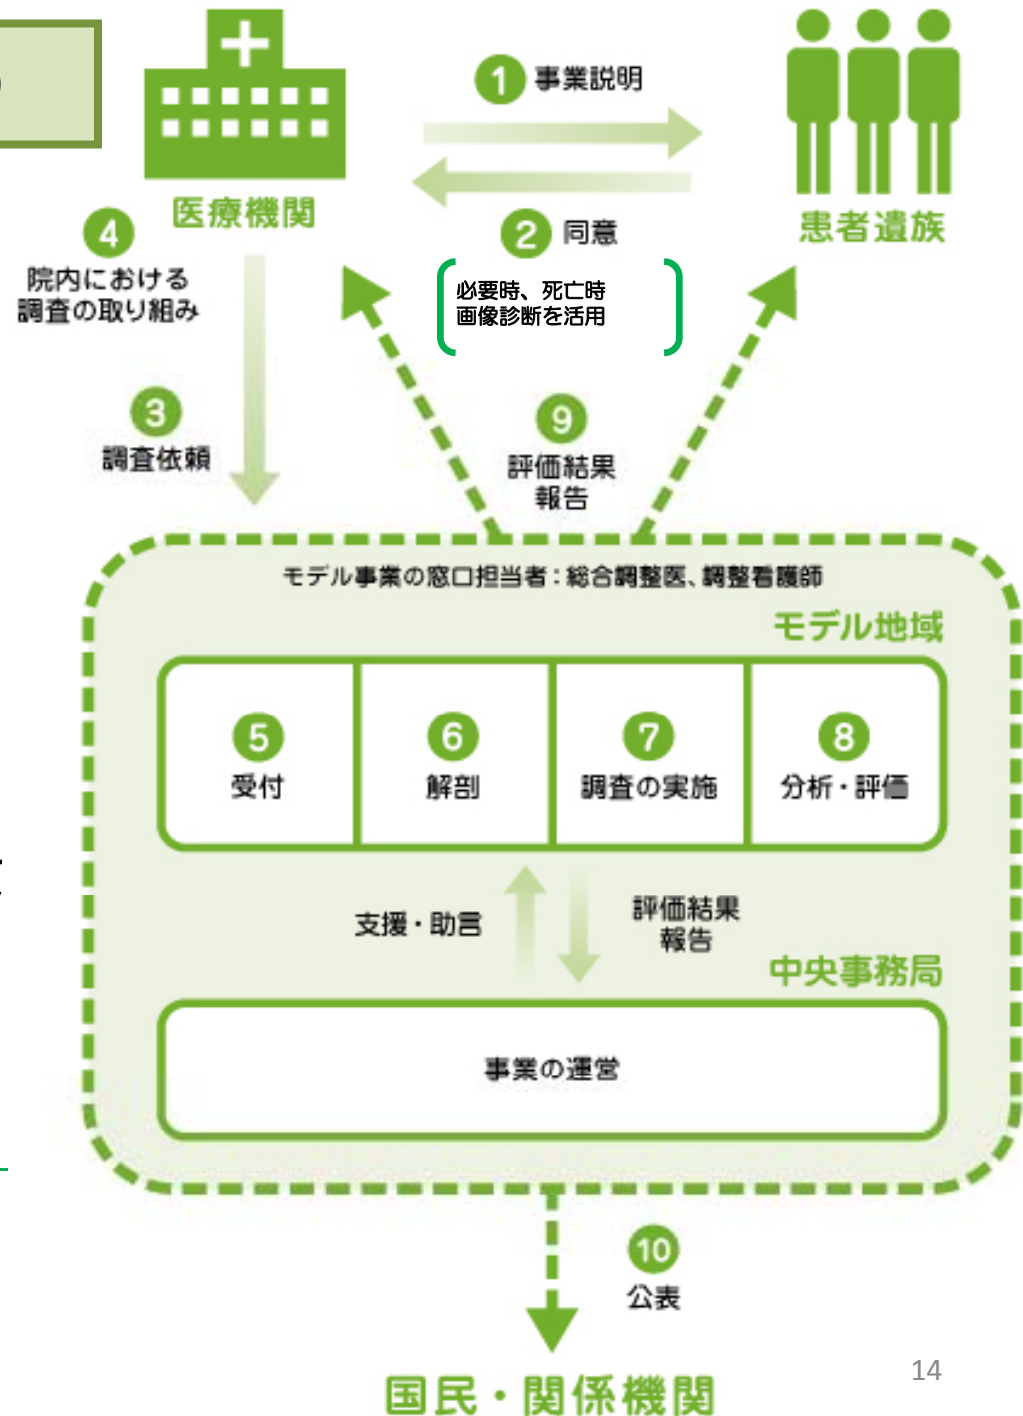 1 事業説明
医療機関
患者遺族
2 同意
必要時、死亡時
画像診断を活用
4
院内における
調査の取り組み
3
調査依頼
9
評価結果
報告
モデル事業の窓口担当者：総合調整医、調整看護師
モデル地域
5
受付
6
解剖
7
調査の実施
8
分析・評価
支援・助言
評価結果
報告
中央事務局
事業の運営
10
公表
国民・関係機関
14